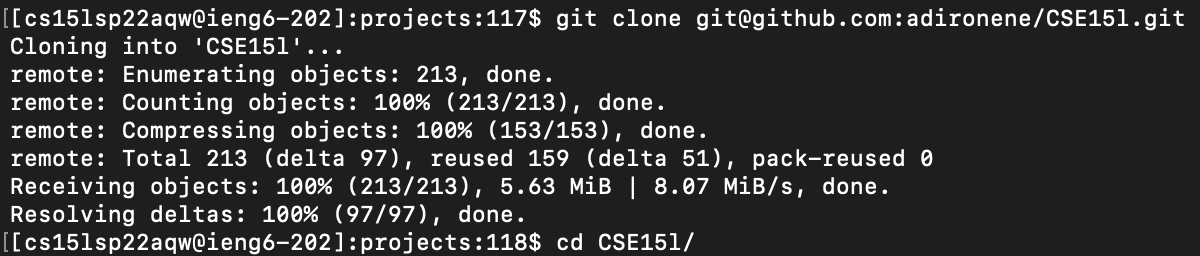 [[cs15lsp22aqw@ieng6-202]:projects:117$ git clone git@github.com:adironene/CSE15l.git
Cloning into 'CSE15l'...
remote: Enumerating objects: 213, done.
remote: Counting objects: 100% (213/213), done.
remote: Compressing objects: 100% (153/153), done.
remote: Total 213 (delta 97), reused 159 (delta 51), pack-reused 0
Receiving objects: 100% (213/213), 5.63 MiB | 8.07 MiB/s, done.
Resolving deltas: 100% (97/97), done.
[[cs15lsp22aqw@ieng6-202]:projects:118$ cd CSE15l/